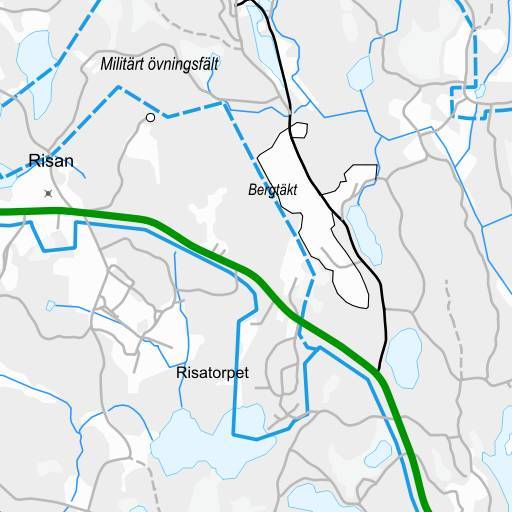 Militärt övningsfält
Risan
Bergtäkt
Risatorpet